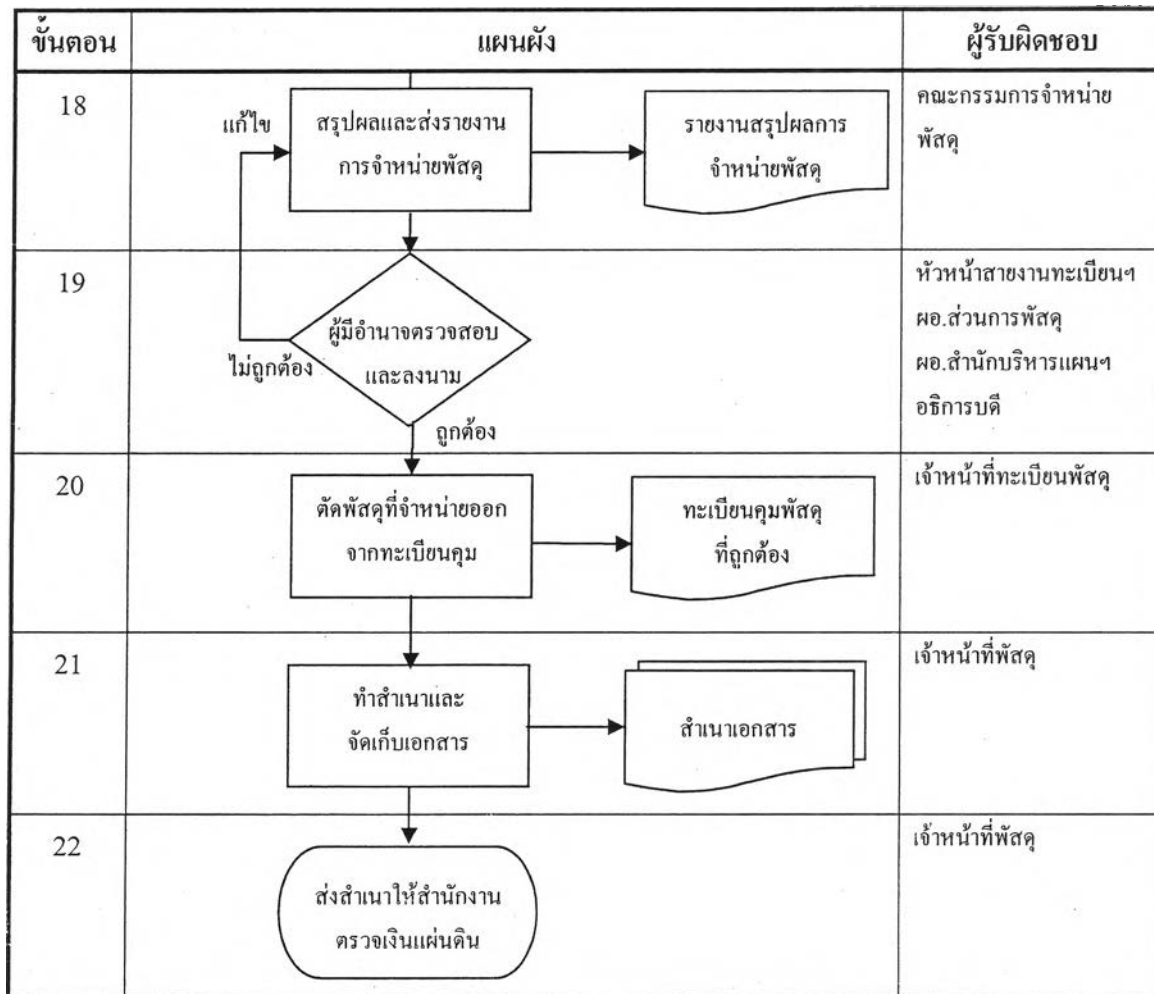 ขั้นตอน
แผนผัง
ผู้รับผิดชอบ
18
แก้ไข
สรุปผลและส่งรายงาน
การจำหน่ายพัสดุ
รายงานสรุปผลการ
จำหน่ายพัสดุ
คณะกรรมการจำหน่าย
พัสดุ
19
ผู้มีอำนาจตรวจสอบ
และลงนาม
ไม่ถูกต้อง
ถูกต้อง
หัวหน้าสายงานทะเบียนฯ
ผอ.ส่วนการพัสดุ
ผอ.สำนักบริหารแผนฯ
อธิการบดี
20
ตัดพัสดุที่จำหน่ายออก
จากทะเบียนคุม
ทะเบียนคุมพัสดุ
ที่ถูกต้อง
เจ้าหน้าที่ทะเบียนพัสดุ
21
ทำสำเนาและ
จัดเก็บเอกสาร
สำเนาเอกสาร
เจ้าหน้าที่พัสดุ
22
ส่งสำเนาให้สำนักงาน
ตรวจเงินแผ่นดิน
เจ้าหน้าที่พัสดุ